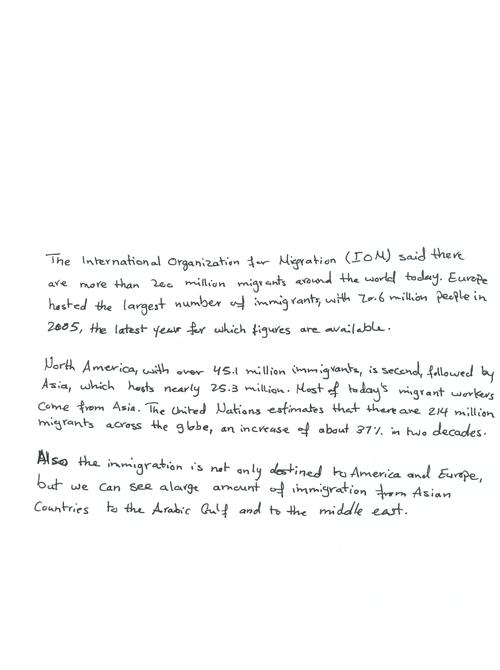 The International Organization for Migration (IOM) said there
are more than 200 million migrants around the world today. Europe
hosted the largest number of immigrants, with 70.6 million people in
2005, the latest year for which figures are available.
North America, with over 45.1 million immigrants, is second, followed by
Asia, which hosts nearly 25.3 million. Most of today's migrant workers
come from Asia. The United Nations estimates that there are 214 million
migrants across the globe, an increase of about 37% in two decades.
Also the immigration is not only destined to America and Europe,
but we can see alarge amount of immigration from Asian
Countries to the Arabic Gulf and to the middle east.